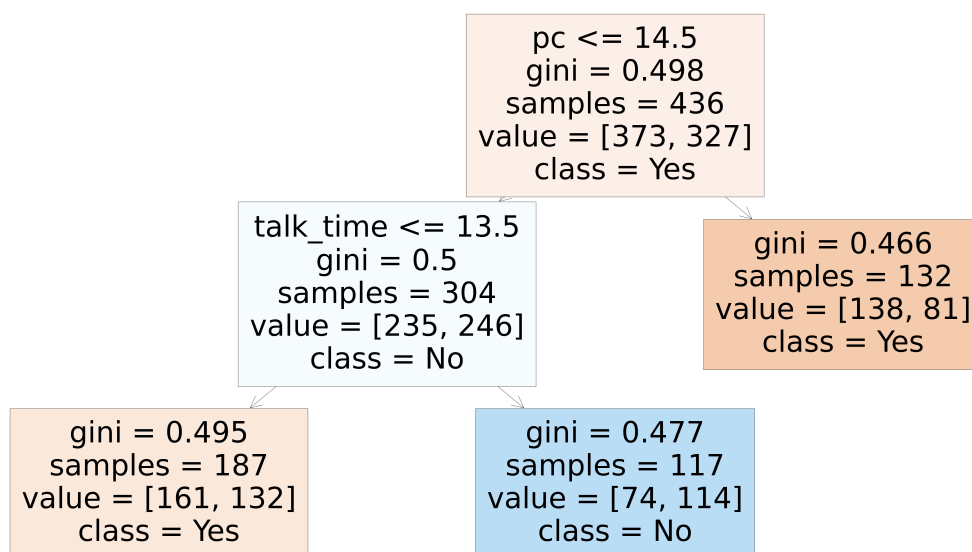 pc <= 14.5
gini = 0.498
samples = 436
value = [373, 327]
class = Yes
talk_time <= 13.5
gini = 0.5
samples = 304
value = [235, 246]
class = No
gini = 0.466
samples = 132
value = [138, 81]
class = Yes
gini = 0.495
samples = 187
value = [161, 132]
class = Yes
gini = 0.477
samples = 117
value = [74, 114]
class = No